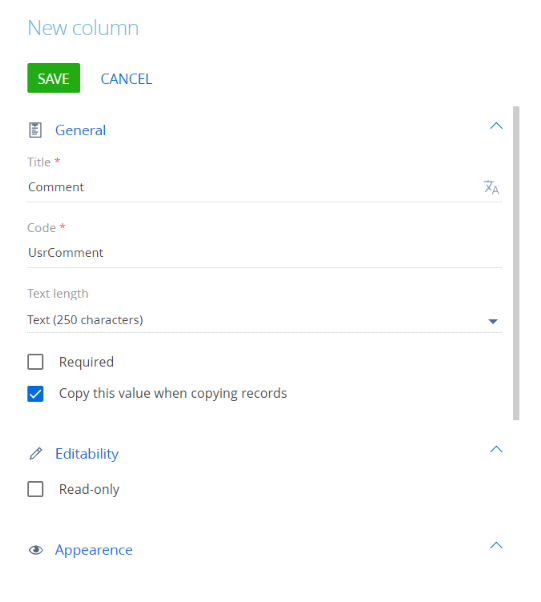 New column
SAVE CANCEL
General
Title *
Comment
Code *
UsrComment
Text length
Text (250 characters)
Required
Copy this value when copying records
Editability
Read-only
Appearence